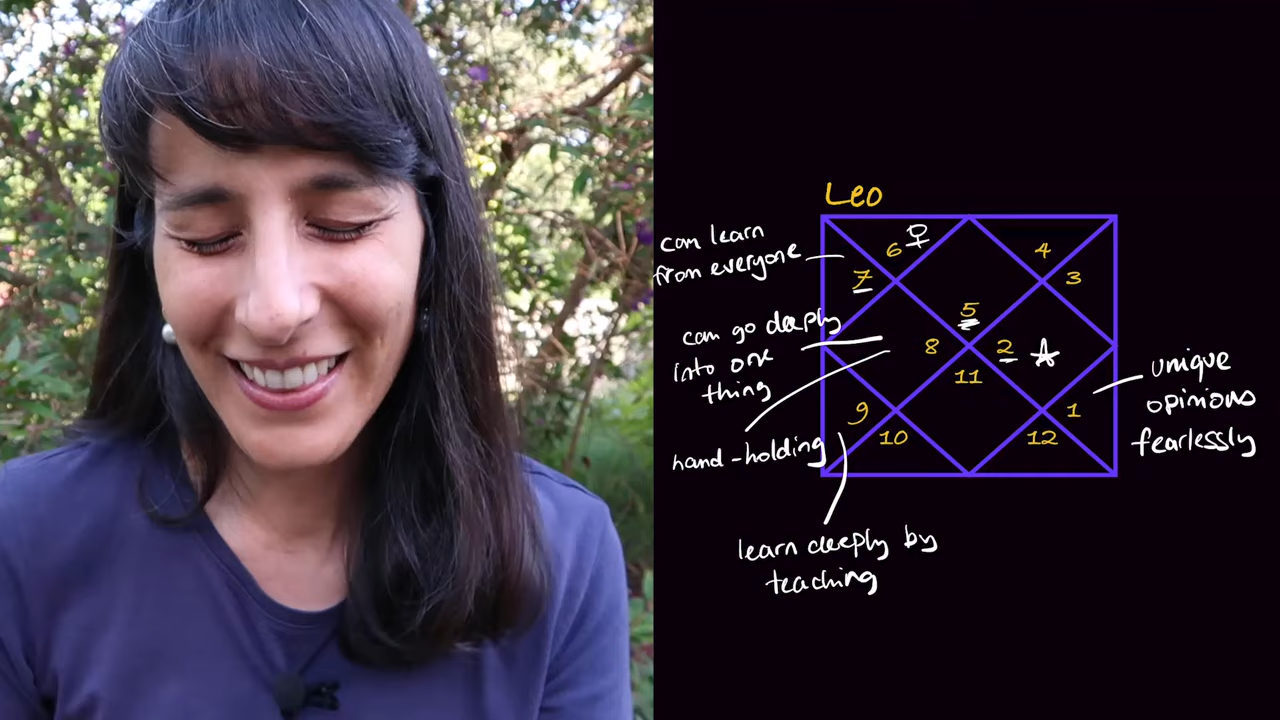 Leo
can learn
from everyone
6 ♀
7
4
3
5
can go deeply
into one
thing
8
2
11
unique
opinions
fearlessly
9
10
1
12
hand-holding
learn deeply by
teaching